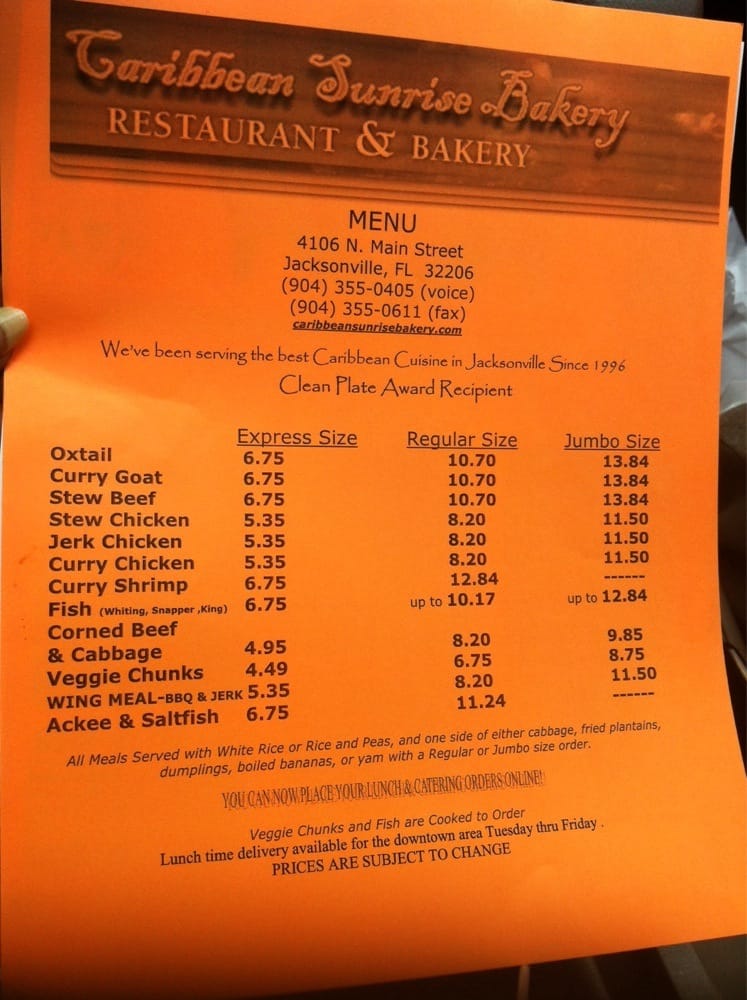 Caribbean Sunrise Bakery
RESTAURANT & BAKERY
MENU
4106 N. Main Street
Jacksonville, FL 32206
(904) 355-0405 (voice)
(904) 355-0611 (fax)
caribbeansunrisebakery.com
We've been serving the best Caribbean Cuisine in Jacksonville Since 1996
Clean Plate Award Recipient
Express Size Regular Size Jumbo Size
Oxtail 6.75 10.70 13.84
Curry Goat 6.75 10.70 13.84
Stew Beef 6.75 10.70 13.84
Stew Chicken 5.35 8.20 11.50
Jerk Chicken 5.35 8.20 11.50
Curry Chicken 5.35 8.20 11.50
Curry Shrimp 6.75 12.84 ------
Fish (Whiting, Snapper ,King) 6.75 up to 10.17 up to 12.84
Corned Beef
& Cabbage 4.95 8.20 9.85
Veggie Chunks 4.49 6.75 8.75
WING MEAL-BBQ & JERK 5.35 8.20 11.50
Ackee & Saltfish 6.75 11.24 ------
All Meals Served with White Rice or Rice and Peas, and one side of either cabbage, fried plantains,
dumplings, boiled bananas, or yam with a Regular or Jumbo size order.
YOU CAN NOW PLACE YOUR LUNCH & CATERING ORDERS ONLINE!
Veggie Chunks and Fish are Cooked to Order
Lunch time delivery available for the downtown area Tuesday thru Friday .
PRICES ARE SUBJECT TO CHANGE